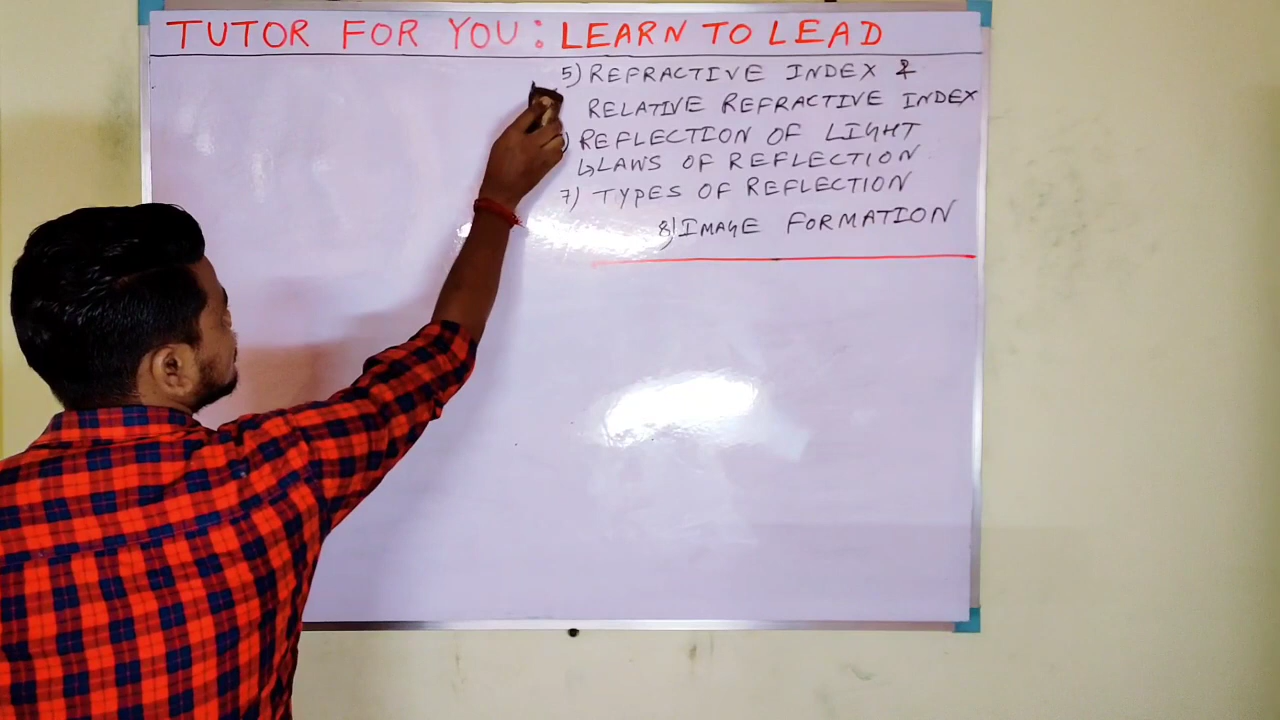 TUTOR FOR YOU : LEARN TO LEAD
5) REFRACTIVE INDEX &
RELATIVE REFRACTIVE INDEX
) REFLECTION OF LIGHT
↳ LAWS OF REFLECTION
7) TYPES OF REFLECTION
8) IMAGE FORMATION